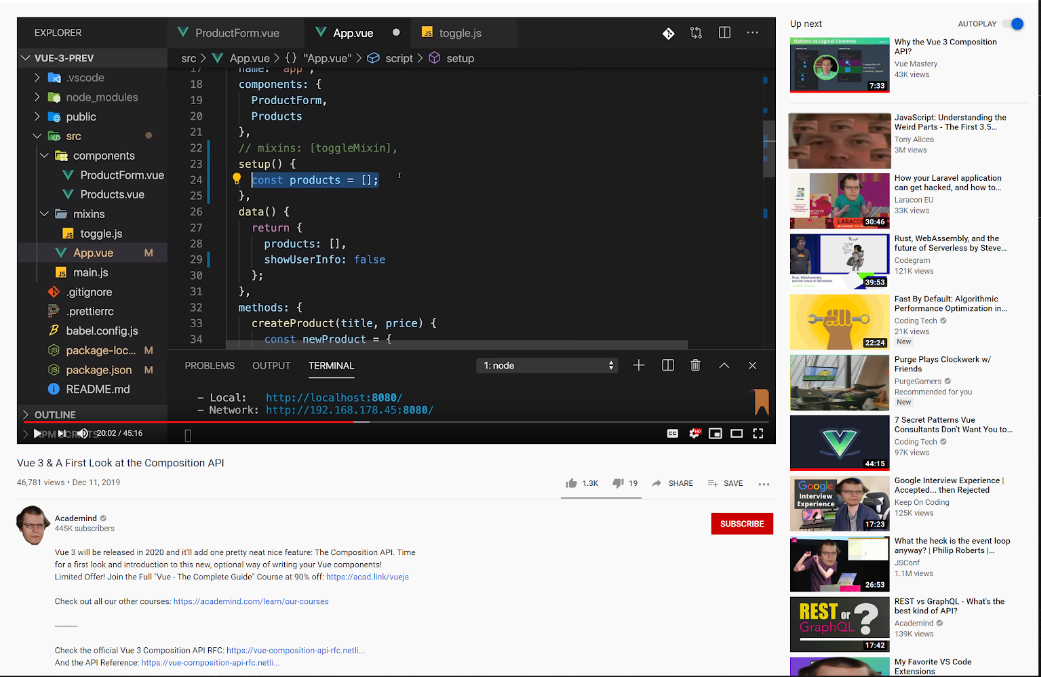 EXPLORER
ProductForm.vue
App.vue
toggle.js
VUE-3-PREV
src > App.vue > {} "App.vue" > script > setup
.vscode
node_modules
public
src
components
ProductForm.vue
Products.vue
mixins
toggle.js
App.vue M
main.js
.gitignore
.prettierrc
babel.config.js
package-loc... M
package.json M
README.md
OUTLINE
17 name: "app",
18 components: {
19 ProductForm,
20 Products
21 },
22 // mixins: [toggleMixin],
23 setup() {
24 const products = [];
25 },
26 data() {
27 return {
28 products: [],
29 showUserInfo: false
30 };
31 },
32 methods: {
33 createProduct(title, price) {
34 const newProduct = {
PROBLEMS OUTPUT TERMINAL 1: node
- Local: http://localhost:8080/
- Network: http://192.168.178.45:8080/
20:02 / 45:16
CC HD
Vue 3 & A First Look at the Composition API
46,781 views • Dec 11, 2019
1.3K 19 SHARE SAVE
Academind
445K subscribers
SUBSCRIBE
Vue 3 will be released in 2020 and it'll add one pretty neat nice feature: The Composition API. Time
for a first look and introduction to this new, optional way of writing your Vue components!
Limited Offer! Join the Full "Vue - The Complete Guide" Course at 90% off: https://acad.link/vuejs
Check out all our other courses: https://academind.com/learn/our-courses
----------
Check the official Vue 3 Composition API RFC: https://vue-composition-api-rfc.netli...
And the API Reference: https://vue-composition-api-rfc.netli...
Up next
AUTOPLAY
7:33
Why the Vue 3 Composition
API?
Vue Mastery
43K views
JavaScript: Understanding the
Weird Parts - The First 3.5...
Tony Alicea
3M views
LARACON
30:46
How your Laravel application
can get hacked, and how to...
Laracon EU
33K views
39:53
Rust, WebAssembly, and the
future of Serverless by Steve...
Codegram
121K views
22:24
Fast By Default: Algorithmic
Performance Optimization in...
Coding Tech
21K views
New
Purge Plays Clockwerk w/
Friends
PurgeGamers
Recommended for you
New
44:15
7 Secret Patterns Vue
Consultants Don't Want You to...
Coding Tech
97K views
Google
Interview
Experience
17:23
Google Interview Experience |
Accepted... then Rejected
Keep On Coding
125K views
26:53
What the heck is the event loop
anyway? | Philip Roberts |...
JSConf
1.1M views
REST or
GraphQL ?
17:42
REST vs GraphQL - What's the
best kind of API?
Academind
139K views
My Favorite VS Code
Extensions